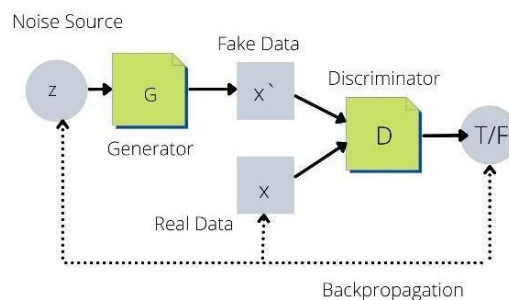 Noise Source
z
G
Generator
Fake Data
x`
x
Real Data
Discriminator
D
T/F
Backpropagation